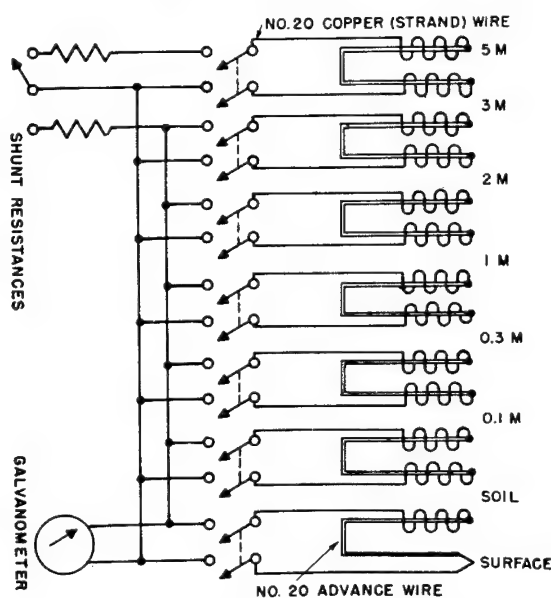 NO. 20 COPPER (STRAND) WIRE
5 M
3 M
2 M
1 M
0.3 M
0.1 M
SOIL
SURFACE
SHUNT RESISTANCES
GALVANOMETER
NO. 20 ADVANCE WIRE